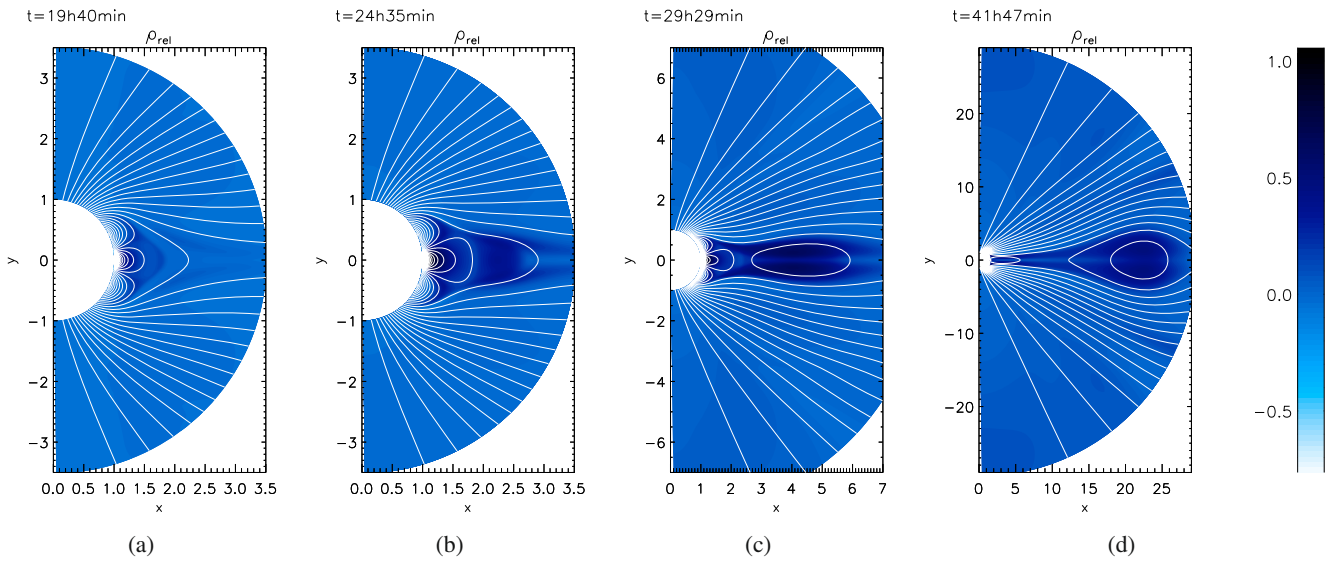 t=19h40min
t=24h35min
t=29h29min
t=41h47min
ρrel
ρrel
ρrel
ρrel
3
2
1
0
−1
−2
−3
y
0.0 0.5 1.0 1.5 2.0 2.5 3.0 3.5
x
3
2
1
0
−1
−2
−3
y
0.0 0.5 1.0 1.5 2.0 2.5 3.0 3.5
x
6
4
2
0
−2
−4
−6
y
0 1 2 3 4 5 6 7
x
20
10
0
−10
−20
y
0 5 10 15 20 25
x
1.0
0.5
0.0
−0.5
(a)
(b)
(c)
(d)